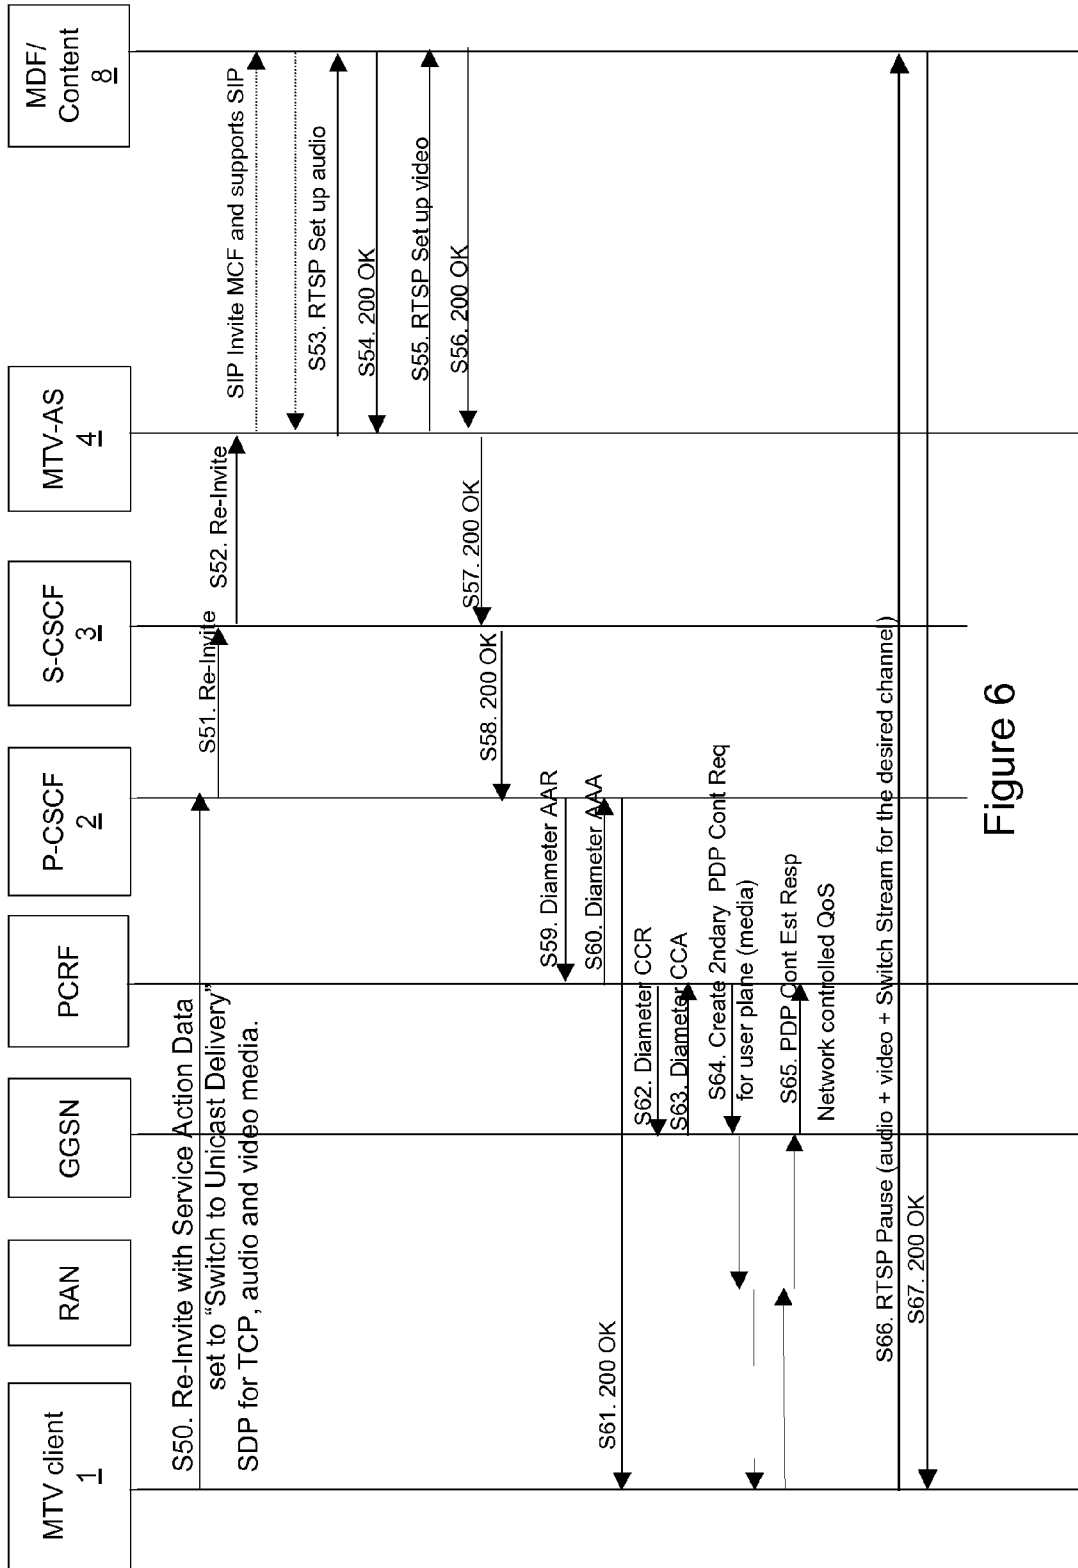 MTV client
1
RAN
GGSN
PCRF
P-CSCF
2
S-CSCF
3
MTV-AS
4
MDF/
Content
8
S50. Re-Invite with Service Action Data
set to “Switch to Unicast Delivery”
SDP for TCP, audio and video media.
S51. Re-Invite
S52. Re-Invite
SIP Invite MCF and supports SIP
S53. RTSP Set up audio
S54. 200 OK
S55. RTSP Set up video
S56. 200 OK
S57. 200 OK
S58. 200 OK
S59. Diameter AAR
S60. Diameter AAA
S61. 200 OK
S62. Diameter CCR
S63. Diameter CCA
S64. Create 2ndary PDP Cont Req
for user plane (media)
S65. PDP Cont Est Resp
Network controlled QoS
S66. RTSP Pause (audio + video + Switch Stream for the desired channel)
S67. 200 OK
Figure 6